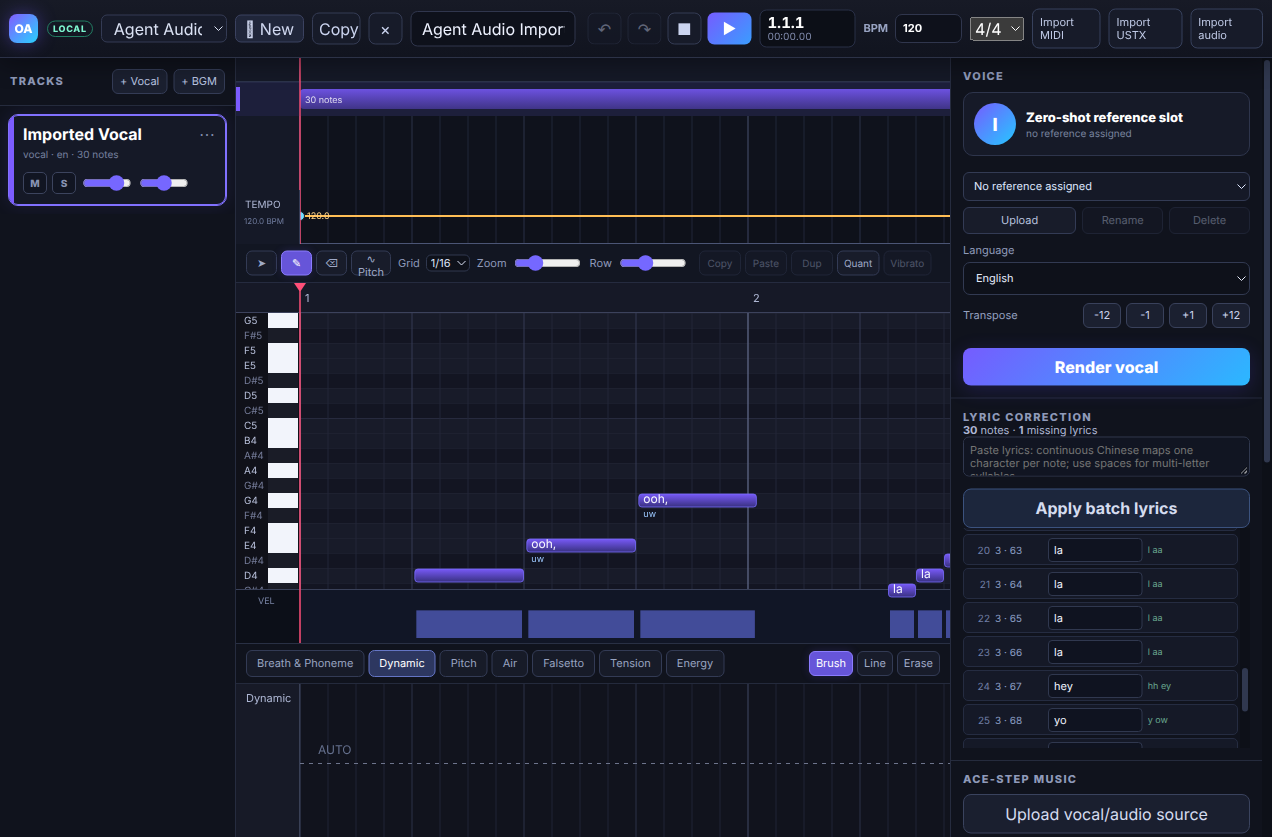 OA LOCAL Agent Audio New Copy × Agent Audio Impor 1.1.1 BPM 120 4/4 Import MIDI Import USTX Import audio
00:00.00
TRACKS + Vocal + BGM
Imported Vocal ...
vocal · en · 30 notes
M S
30 notes
TEMPO
120.0 BPM
120.0
Pitch Grid 1/16 Zoom Row Copy Paste Dup Quant Vibrato
1 2
G5
F#5
F5
E5
D#5
D5
C#5
C5
B4
A#4
A4
G#4
G4 ooh,
F#4 uw
F4
E4 ooh,
D#4 uw
D4 la
la
VEL
Breath & Phoneme Dynamic Pitch Air Falsetto Tension Energy Brush Line Erase
Dynamic
AUTO
VOICE
I Zero-shot reference slot
no reference assigned
No reference assigned
Upload Rename Delete
Language
English
Transpose -12 -1 +1 +12
Render vocal
LYRIC CORRECTION
30 notes · 1 missing lyrics
Paste lyrics: continuous Chinese maps one
character per note; use spaces for multi-letter
Apply batch lyrics
20 3 · 63 la l aa
21 3 · 64 la l aa
22 3 · 65 la l aa
23 3 · 66 la l aa
24 3 · 67 hey hh ey
25 3 · 68 yo y ow
ACE-STEP MUSIC
Upload vocal/audio source